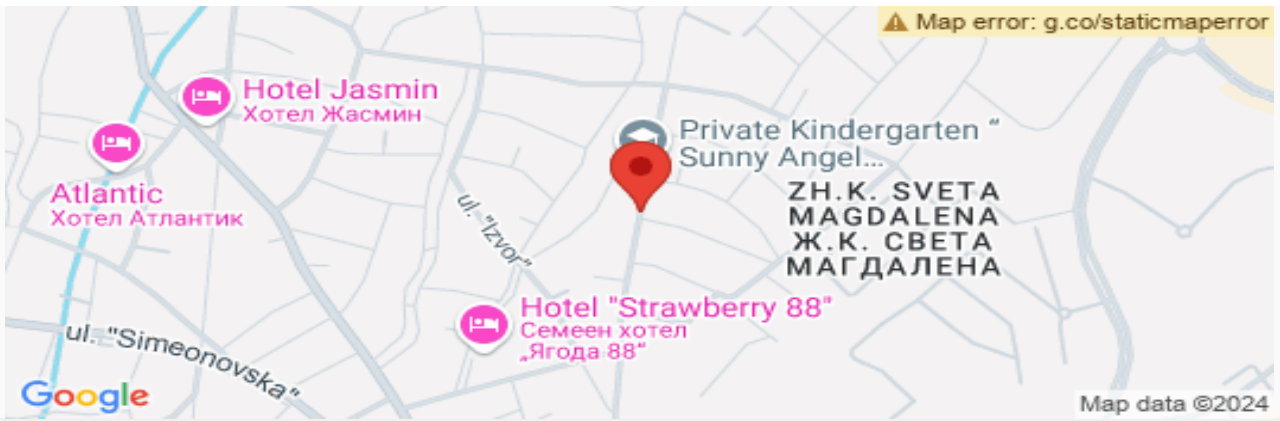 Map error: g.co/staticmaperror
Hotel Jasmin
Хотел Жасмин
Private Kindergarten “
Sunny Angel...
Atlantic
Хотел Атлантик
ZH.K. SVETA
MAGDALENA
Ж.К. СВЕТА
МАГДАЛЕНА
ul. "Izvor"
Hotel "Strawberry 88"
Семеен хотел
„Ягода 88“
ul. "Simeonovska"
Google
Map data ©2024